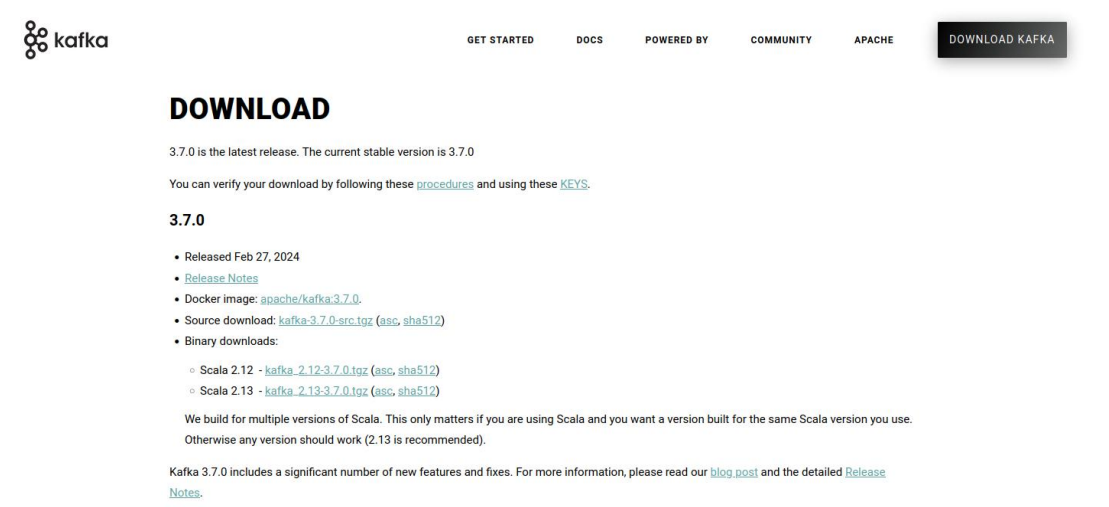 kafka
GET STARTED DOCS POWERED BY COMMUNITY APACHE DOWNLOAD KAFKA
DOWNLOAD
3.7.0 is the latest release. The current stable version is 3.7.0
You can verify your download by following these procedures and using these KEYS.
3.7.0
• Released Feb 27, 2024
• Release Notes
• Docker image: apache/kafka:3.7.0.
• Source download: kafka-3.7.0-src.tgz (asc, sha512)
• Binary downloads:
○ Scala 2.12 - kafka_2.12-3.7.0.tgz (asc, sha512)
○ Scala 2.13 - kafka_2.13-3.7.0.tgz (asc, sha512)
We build for multiple versions of Scala. This only matters if you are using Scala and you want a version built for the same Scala version you use.
Otherwise any version should work (2.13 is recommended).
Kafka 3.7.0 includes a significant number of new features and fixes. For more information, please read our blog post and the detailed Release
Notes.